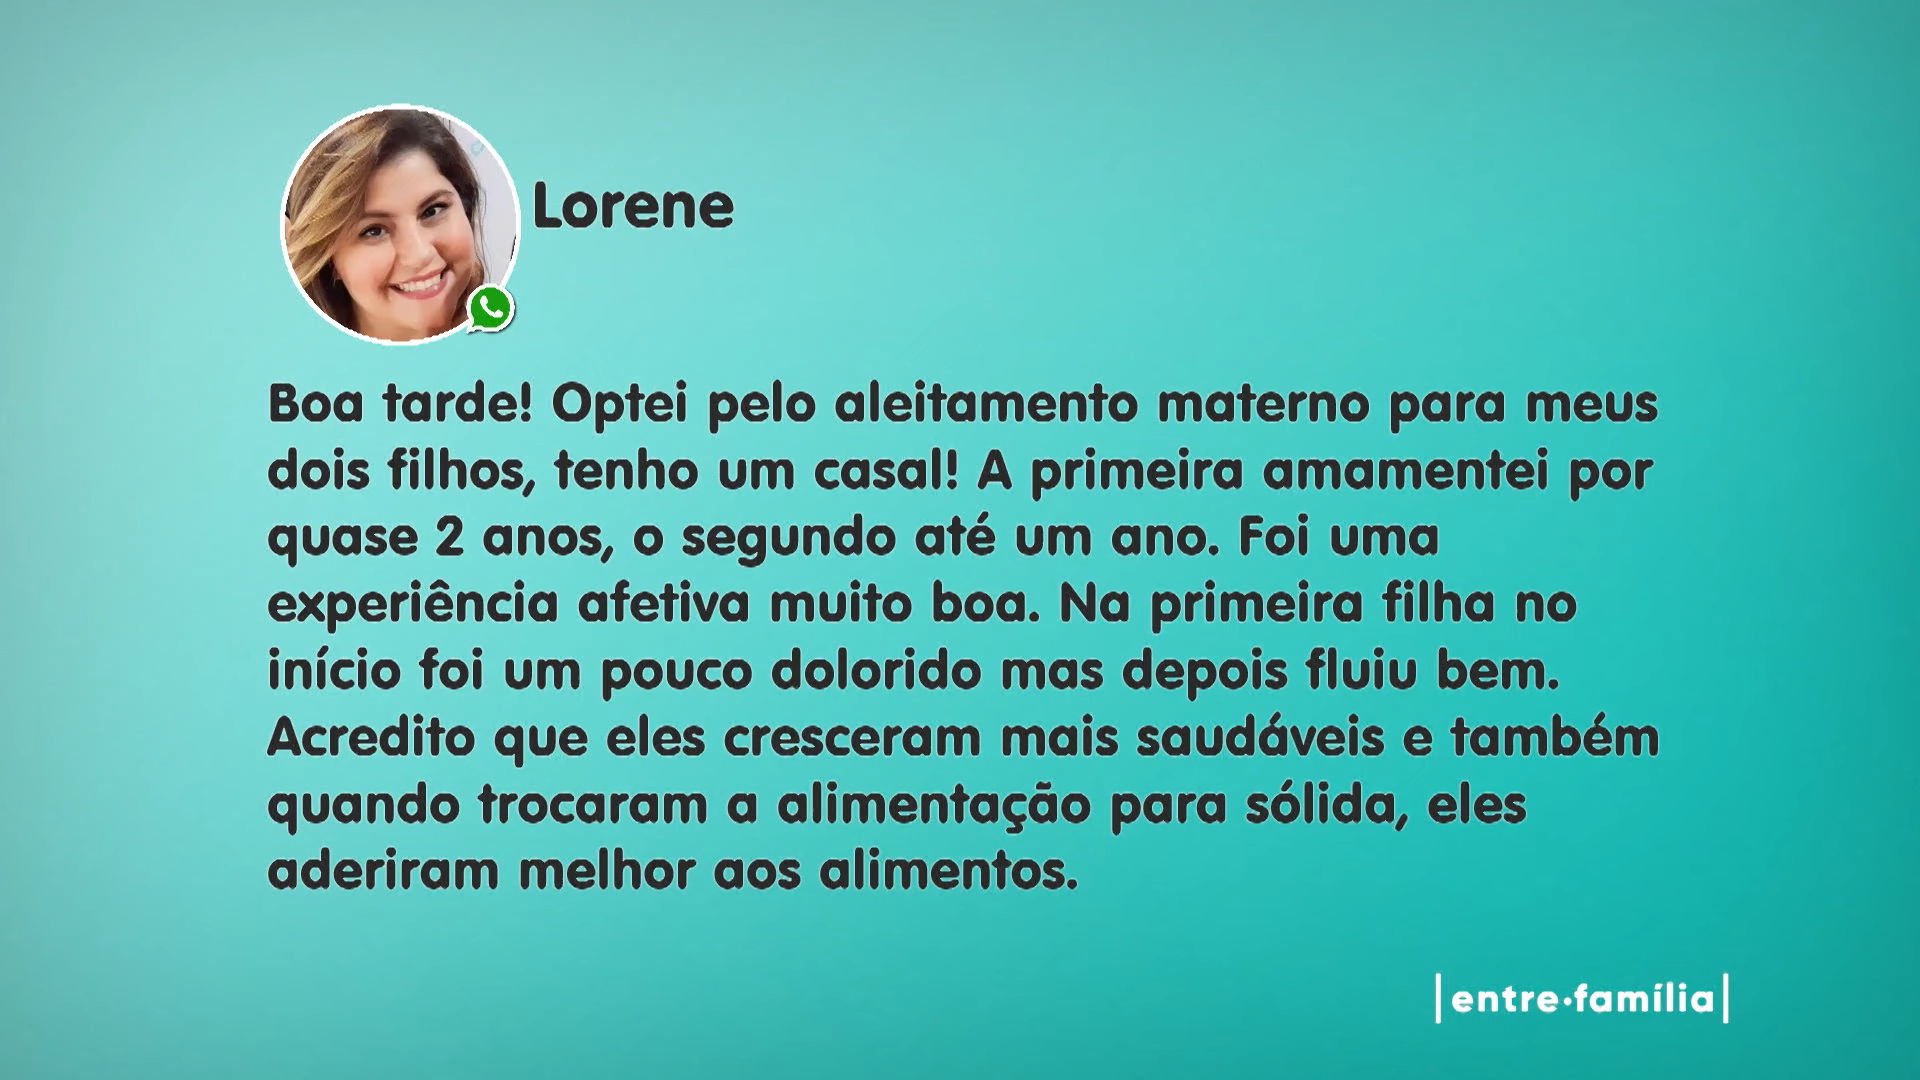 Lorene
Boa tarde! Optei pelo aleitamento materno para meus
dois filhos, tenho um casal! A primeira amamentei por
quase 2 anos, o segundo até um ano. Foi uma
experiência afetiva muito boa. Na primeira filha no
início foi um pouco dolorido mas depois fluiu bem.
Acredito que eles cresceram mais saudáveis e também
quando trocaram a alimentação para sólida, eles
aderiram melhor aos alimentos.
|entre•família|